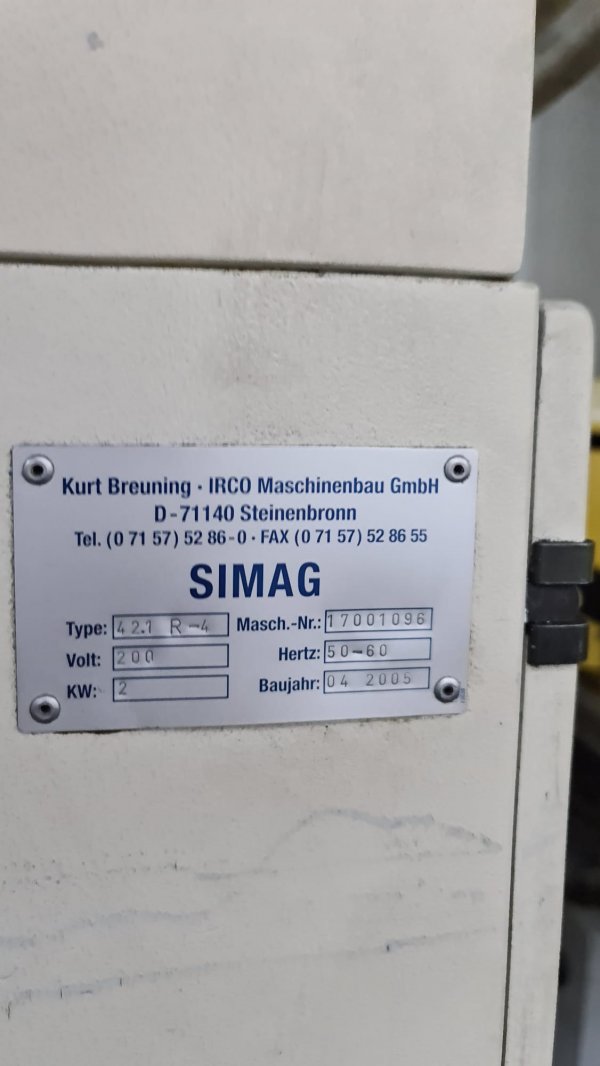 Kurt Breuning · IRCO Maschinenbau GmbH
D-71140 Steinenbronn
Tel. (0 71 57) 52 86-0 · FAX (0 71 57) 52 86 55
SIMAG
Type: 42.1 R-4 Masch.-Nr.: 17001096
Volt: 200 Hertz: 50-60
KW: 2 Baujahr: 04 2005